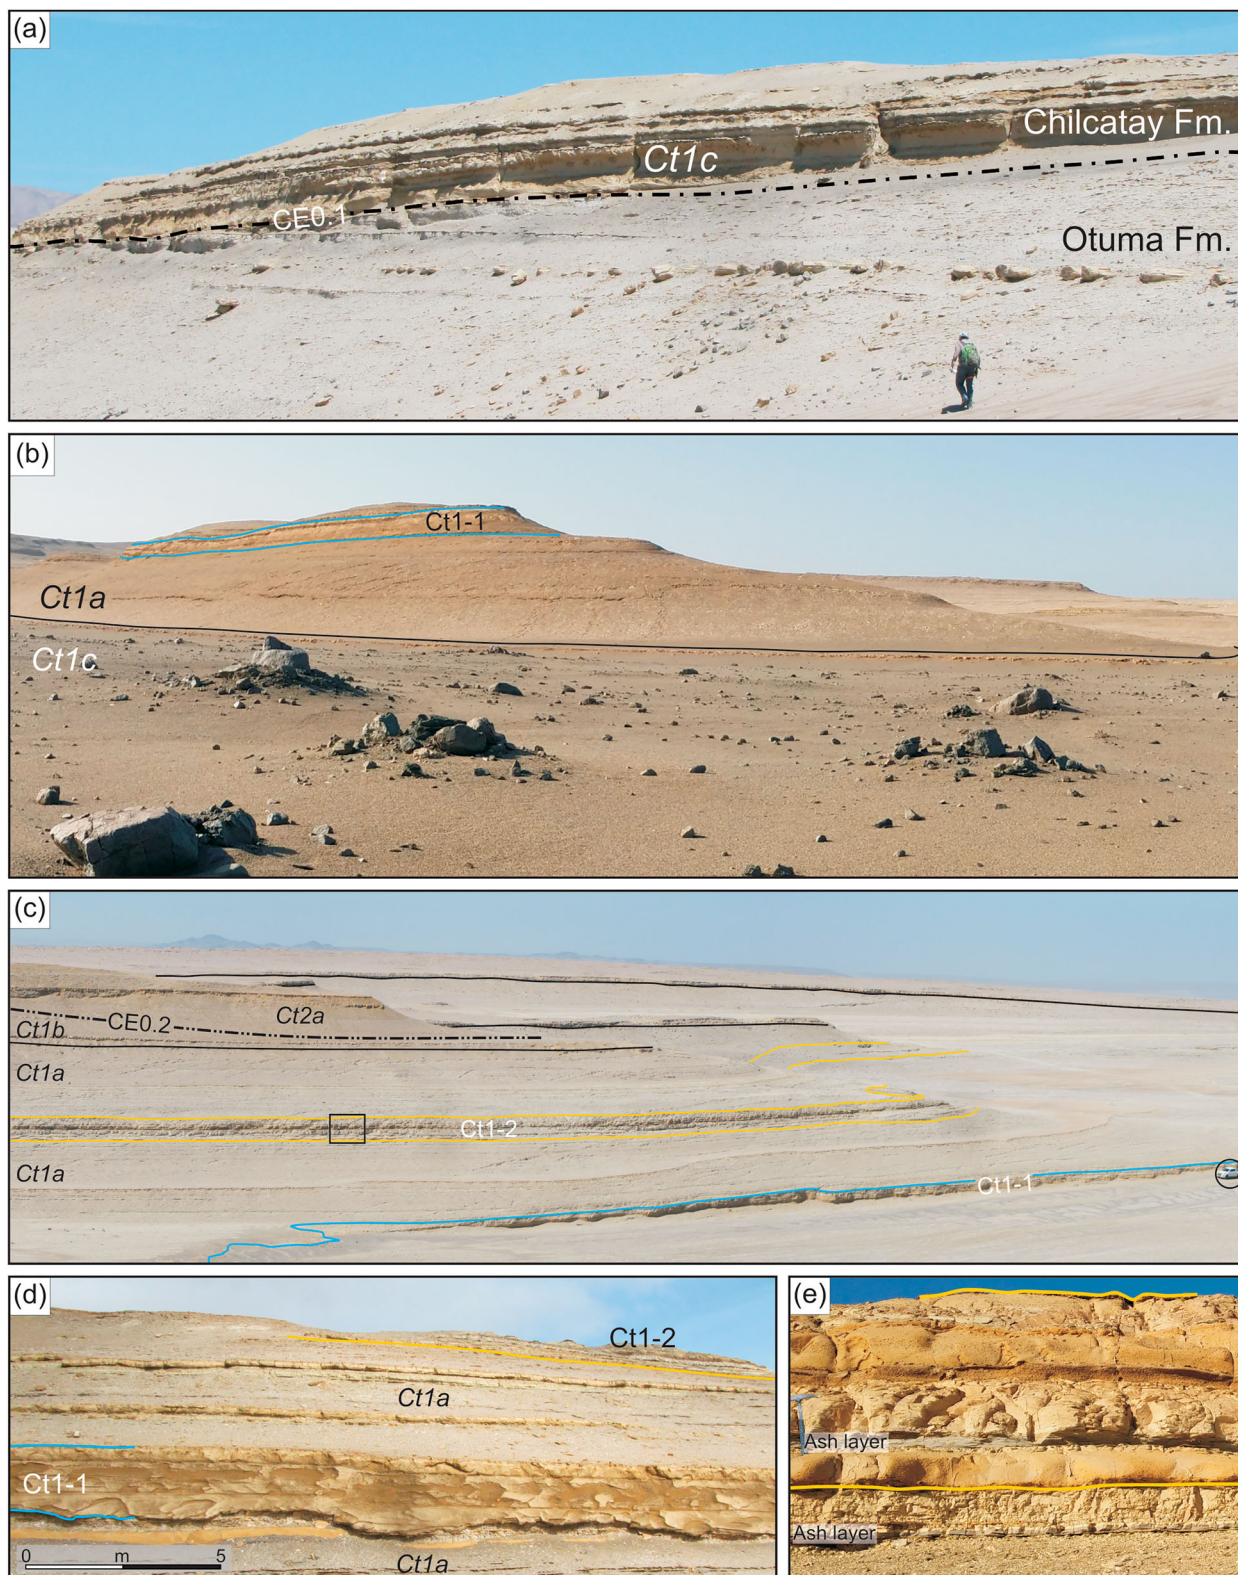 (a)
Chilcatay Fm.
Ct1c
CE0.1
Otuma Fm.
(b)
Ct1-1
Ct1a
Ct1c
(c)
CE0.2
Ct2a
Ct1b
Ct1a
Ct1-2
Ct1a
Ct1-1
(d)
Ct1-2
Ct1a
Ct1-1
0 m 5
Ct1a
(e)
Ash layer
Ash layer